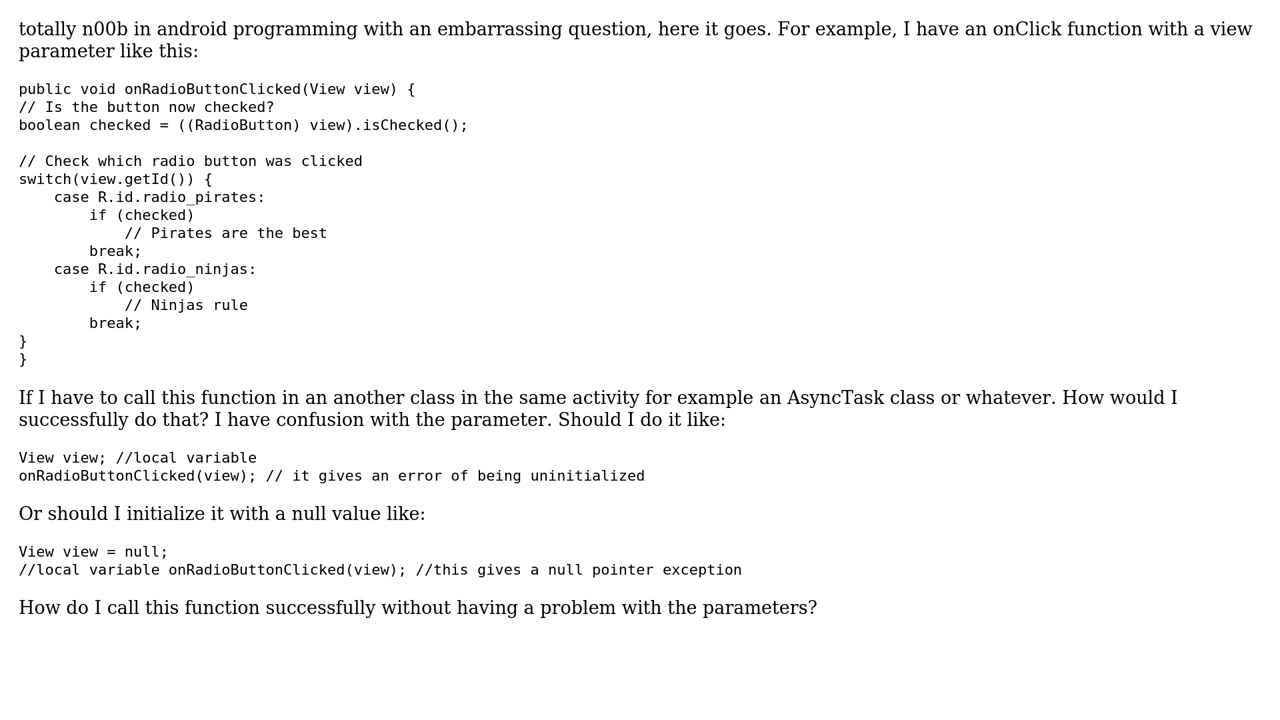 totally n00b in android programming with an embarrassing question, here it goes. For example, I have an onClick function with a view
parameter like this:
public void onRadioButtonClicked(View view) {
// Is the button now checked?
boolean checked = ((RadioButton) view).isChecked();
// Check which radio button was clicked
switch(view.getId()) {
    case R.id.radio_pirates:
        if (checked)
            // Pirates are the best
        break;
    case R.id.radio_ninjas:
        if (checked)
            // Ninjas rule
        break;
}
}
If I have to call this function in an another class in the same activity for example an AsyncTask class or whatever. How would I
successfully do that? I have confusion with the parameter. Should I do it like:
View view; //local variable
onRadioButtonClicked(view); // it gives an error of being uninitialized
Or should I initialize it with a null value like:
View view = null;
//local variable onRadioButtonClicked(view); //this gives a null pointer exception
How do I call this function successfully without having a problem with the parameters?